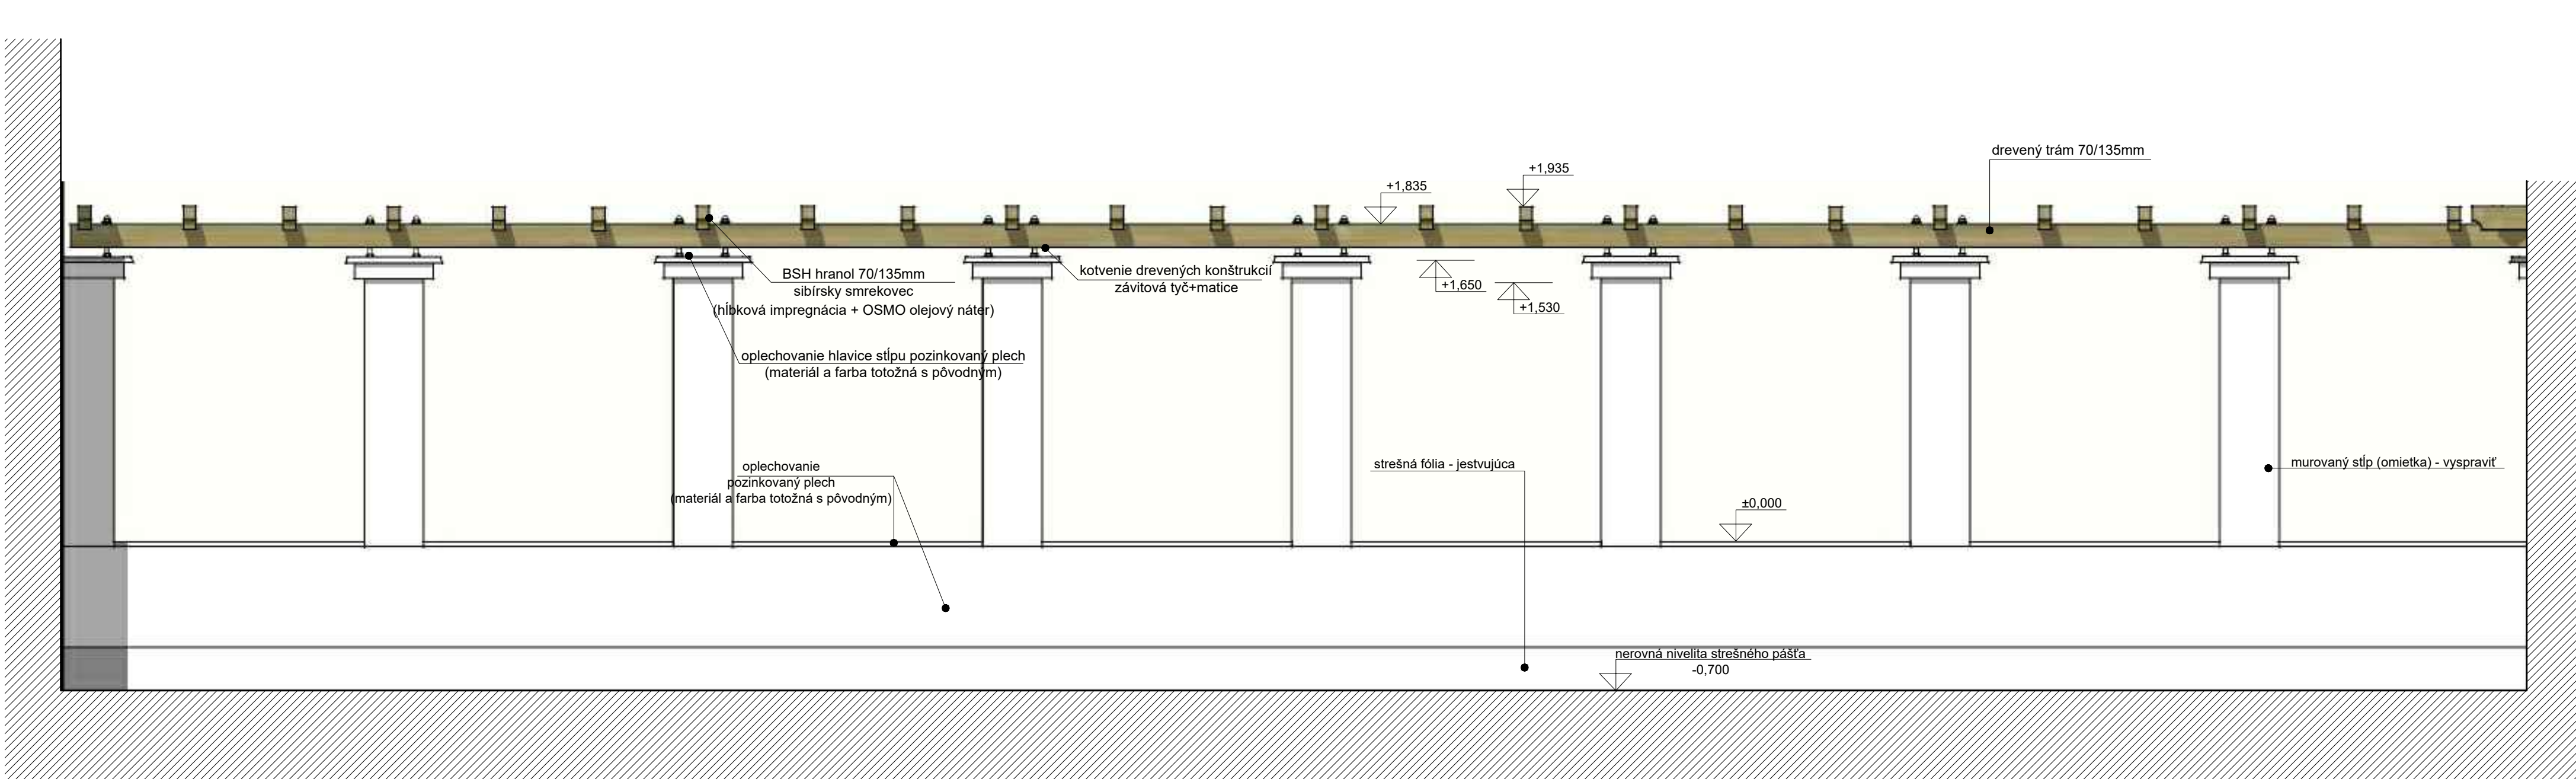 drevený trám 70/135mm
+1,935
+1,835
BSH hranol 70/135mm
sibírsky smrekovec
(hĺbková impregnácia + OSMO olejový náter)
kotvenie drevených konštrukcií
závitová tyč+matice
+1,650
+1,530
oplechovanie hlavice stĺpu pozinkovaný plech
(materiál a farba totožná s pôvodným)
oplechovanie
pozinkovaný plech
(materiál a farba totožná s pôvodným)
strešná fólia - jestvujúca
murovaný stĺp (omietka) - vyspraviť
±0,000
nerovná nivelita strešného pášťa
-0,700